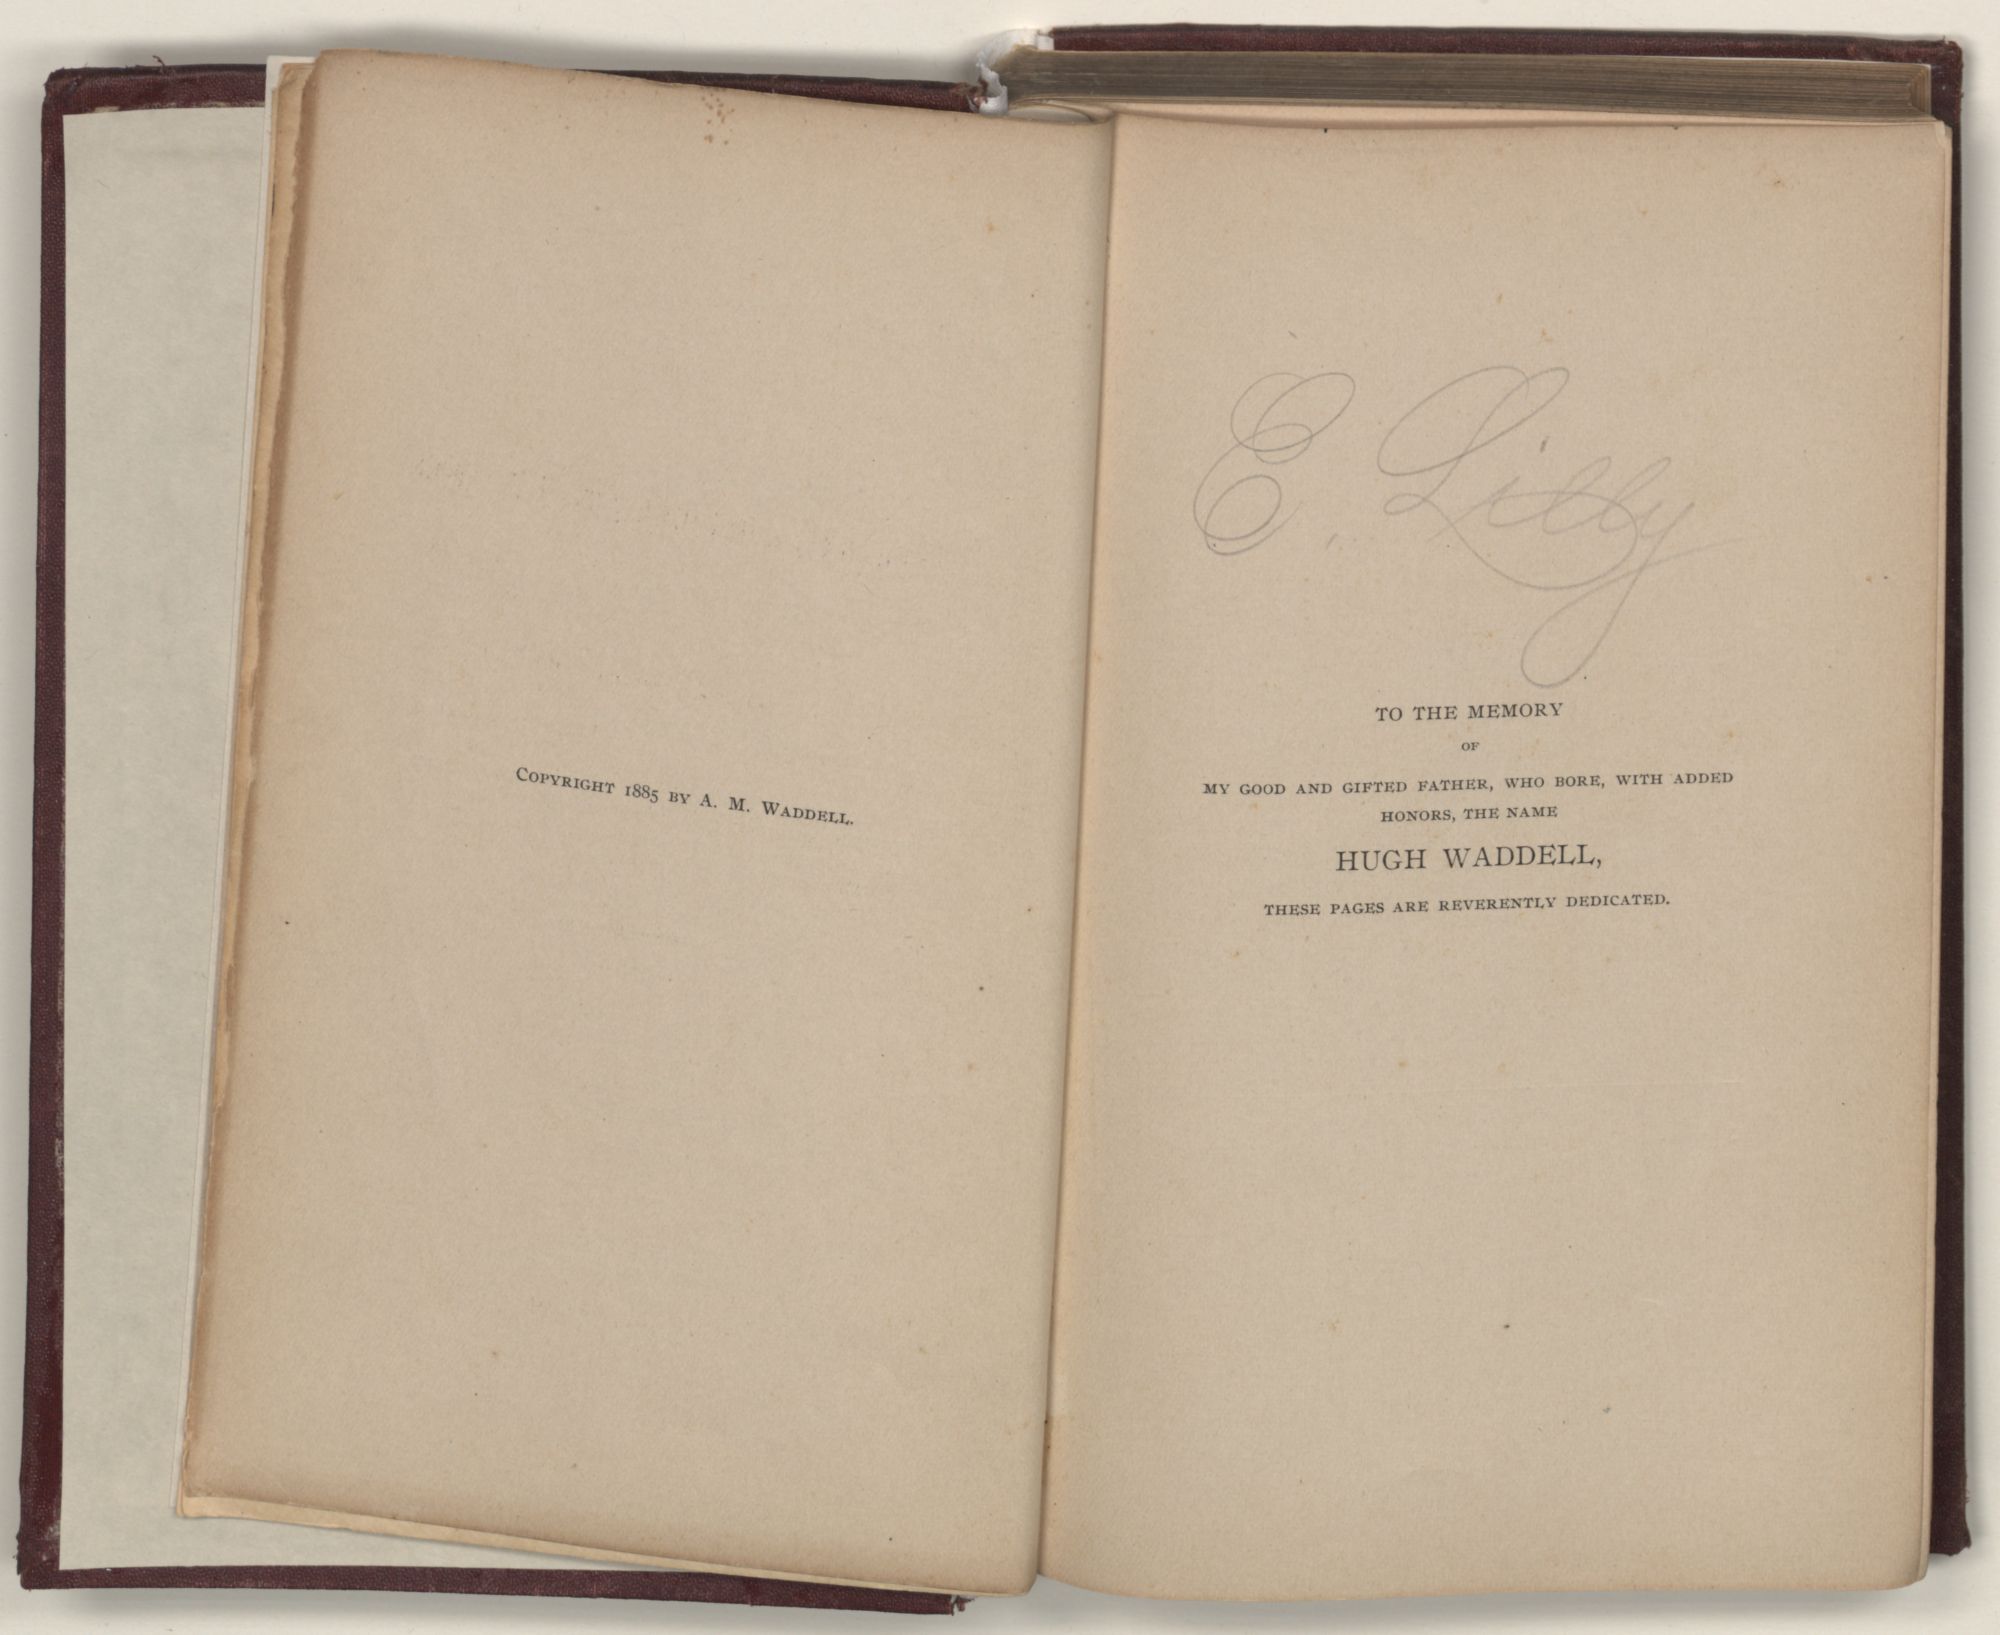 Copyright 1885 by A. M. Waddell.
E. Lilly
TO THE MEMORY
OF
MY GOOD AND GIFTED FATHER, WHO BORE, WITH ADDED
HONORS, THE NAME
HUGH WADDELL,
THESE PAGES ARE REVERENTLY DEDICATED.